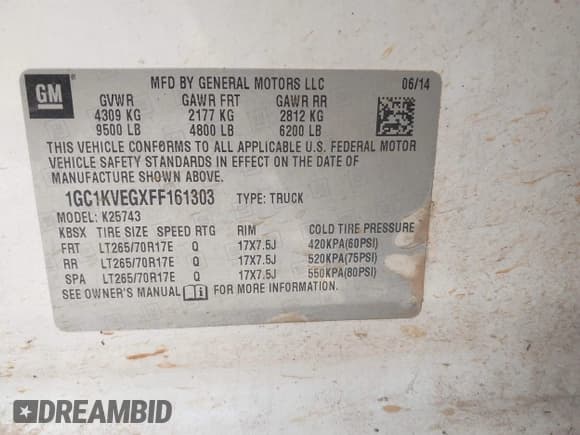 GM ®
MFD BY GENERAL MOTORS LLC 06/14
GVWR GAWR FRT GAWR RR
4309 KG 2177 KG 2812 KG
9500 LB 4800 LB 6200 LB
THIS VEHICLE CONFORMS TO ALL APPLICABLE U.S. FEDERAL MOTOR
VEHICLE SAFETY STANDARDS IN EFFECT ON THE DATE OF
MANUFACTURE SHOWN ABOVE.
1GC1KVEGXFF161303 TYPE: TRUCK
MODEL: K25743
KBSX TIRE SIZE SPEED RTG RIM COLD TIRE PRESSURE
FRT LT265/70R17E Q 17X7.5J 420KPA(60PSI)
RR LT265/70R17E Q 17X7.5J 520KPA(75PSI)
SPA LT265/70R17E Q 17X7.5J 550KPA(80PSI)
SEE OWNER'S MANUAL FOR MORE INFORMATION.
DREAMBID